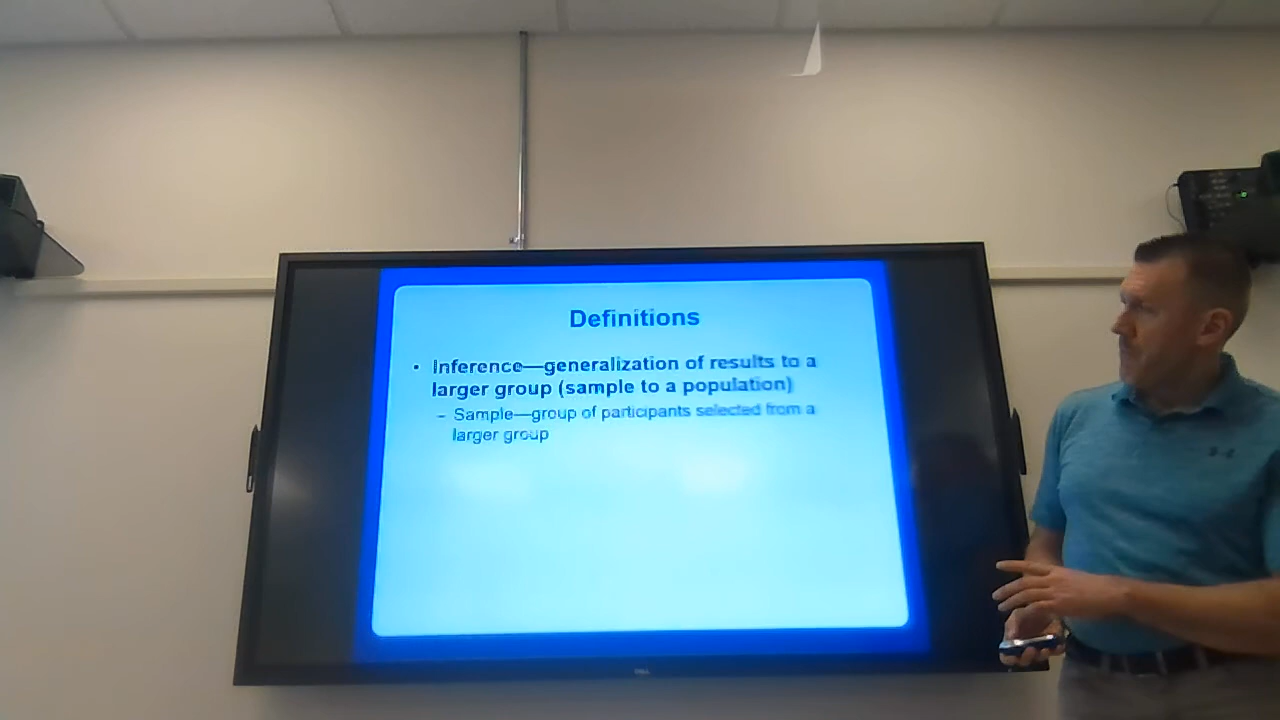 Definitions
• Inference—generalization of results to a
larger group (sample to a population)
– Sample—group of participants selected from a
larger group
DELL